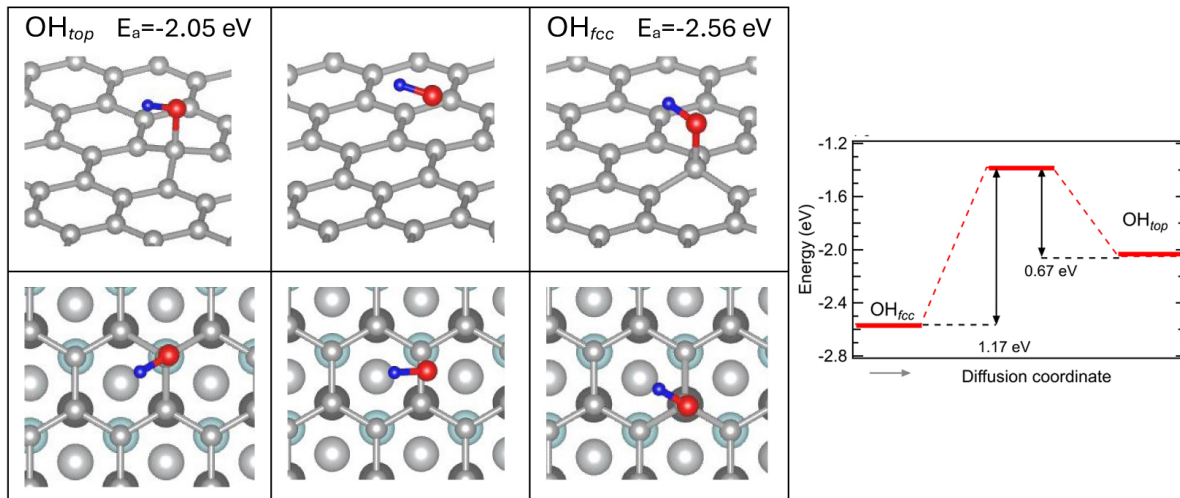 OHtop Ea=-2.05 eV
OHfcc Ea=-2.56 eV
-1.2
-1.6
-2.0
-2.4
-2.8
Energy (eV)
OHtop
0.67 eV
OHfcc
1.17 eV
Diffusion coordinate